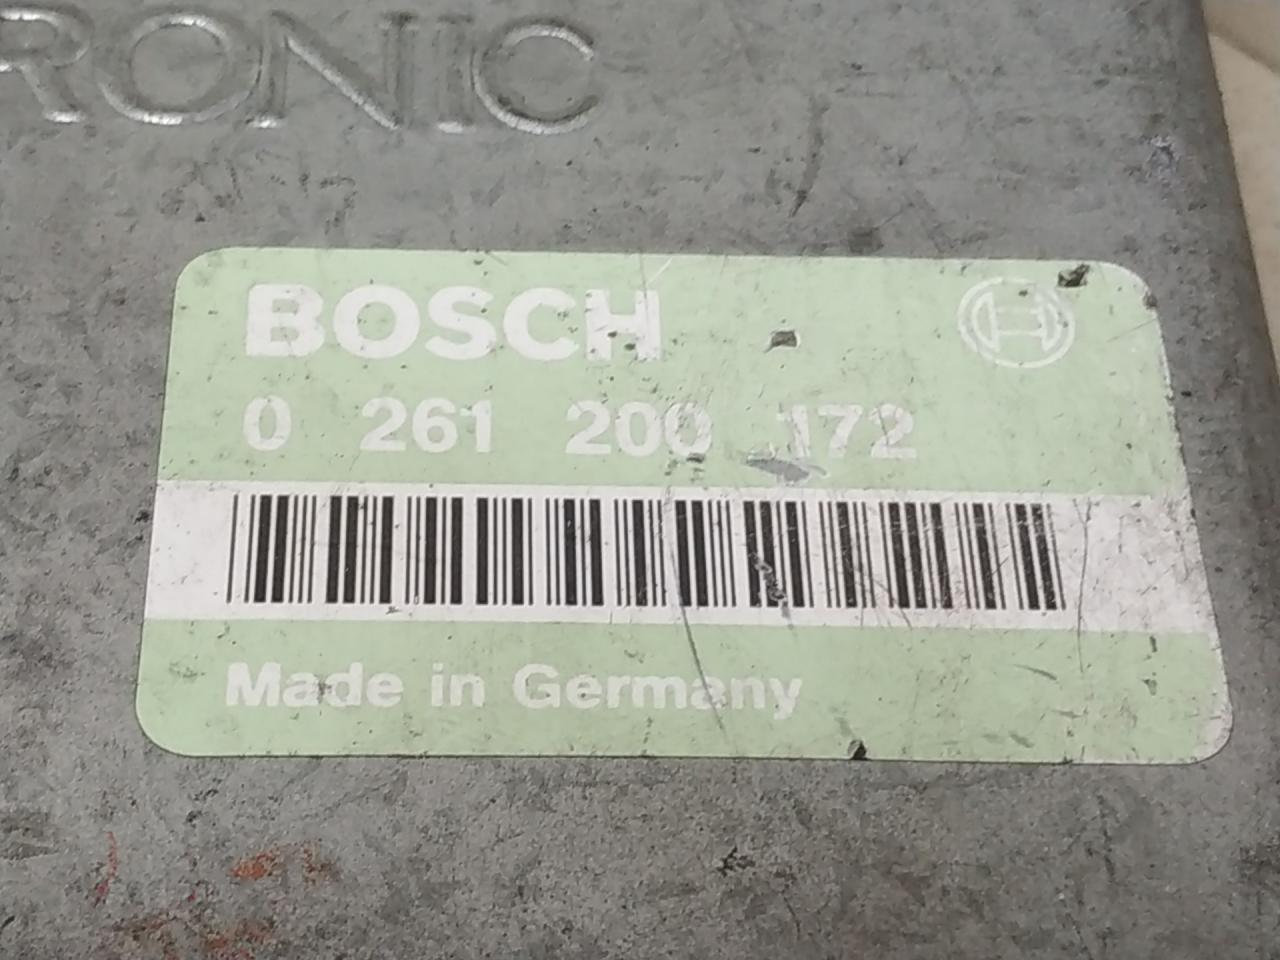 RONIC
BOSCH
0 261 200 172
Made in Germany